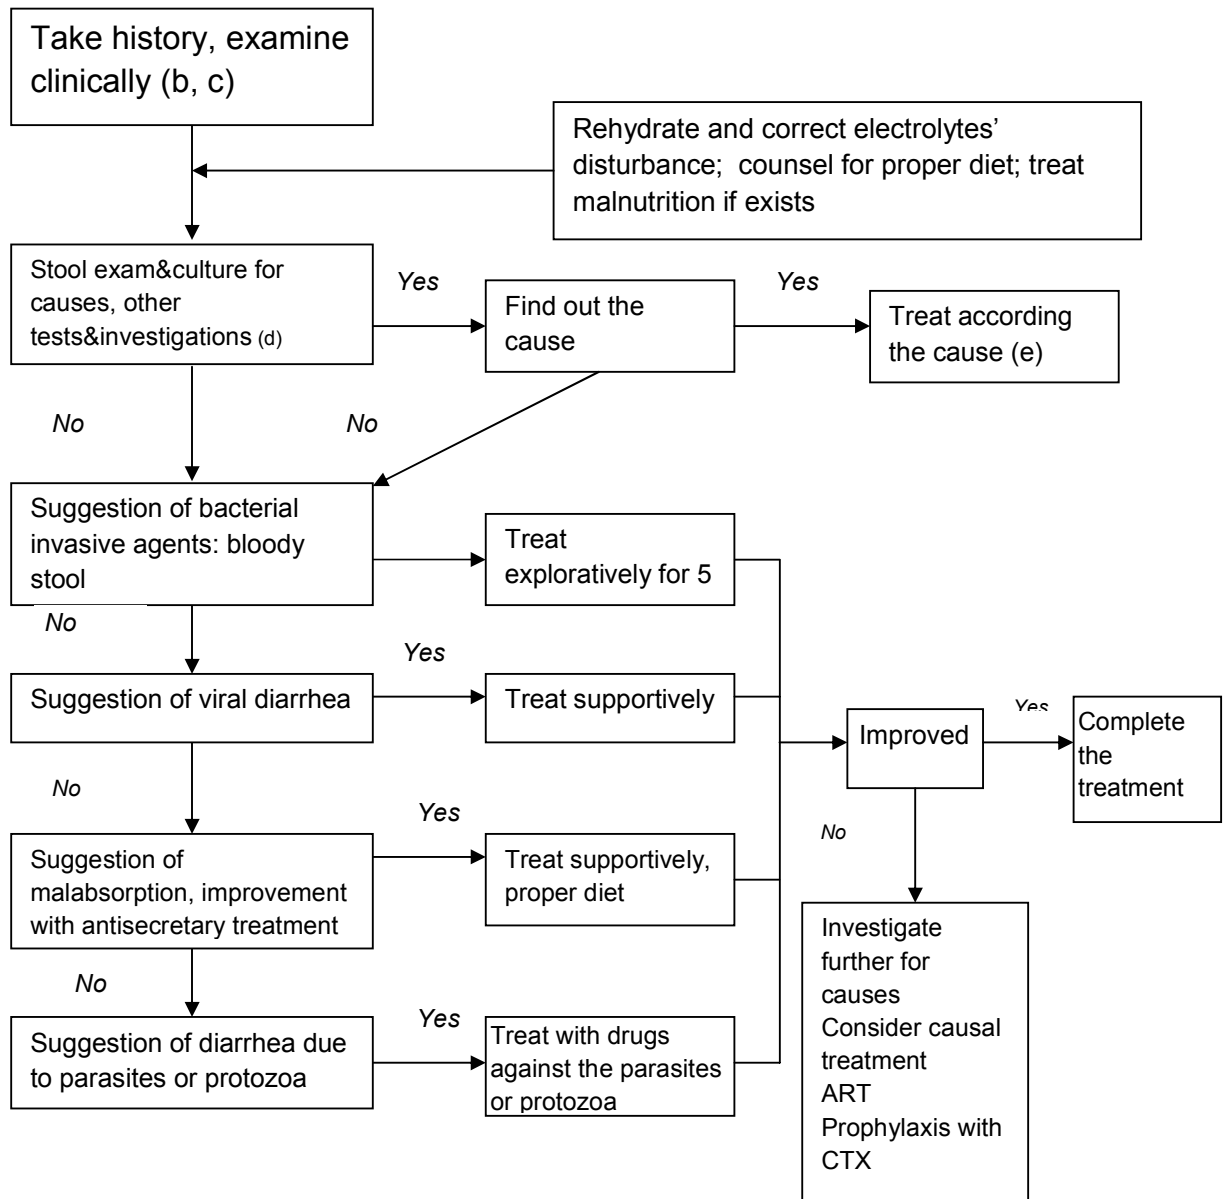 Take history, examine
clinically (b, c)
Rehydrate and correct electrolytes’
disturbance; counsel for proper diet; treat
malnutrition if exists
Stool exam&culture for
causes, other
tests&investigations (d)
Yes
Find out the
cause
Yes
Treat according
the cause (e)
No
No
Suggestion of bacterial
invasive agents: bloody
stool
Treat
exploratively for 5
No
Suggestion of viral diarrhea
Yes
Treat supportively
Improved
Yes
Complete
the
treatment
No
Suggestion of
malabsorption, improvement
with antisecretary treatment
Yes
Treat supportively,
proper diet
No
Investigate
further for
causes
Consider causal
treatment
ART
Prophylaxis with
CTX
No
Suggestion of diarrhea due
to parasites or protozoa
Yes
Treat with drugs
against the parasites
or protozoa